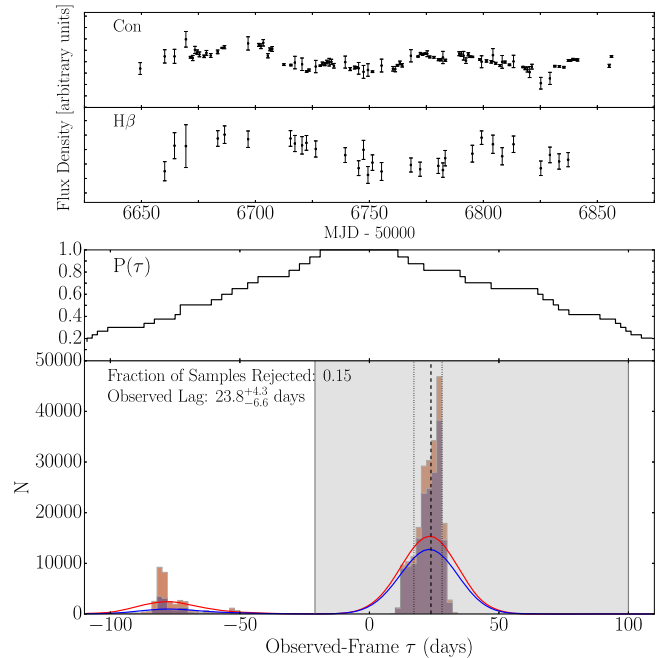 Con
Hβ
Flux Density [arbitrary units]
6650 6700 6750 6800 6850
MJD - 50000
P(τ)
1.0
0.8
0.6
0.4
0.2
50000
40000
30000
20000
10000
0
N
Fraction of Samples Rejected: 0.15
Observed Lag: 23.8^{+4.3}_{-6.6} days
−100 −50 0 50 100
Observed-Frame τ (days)